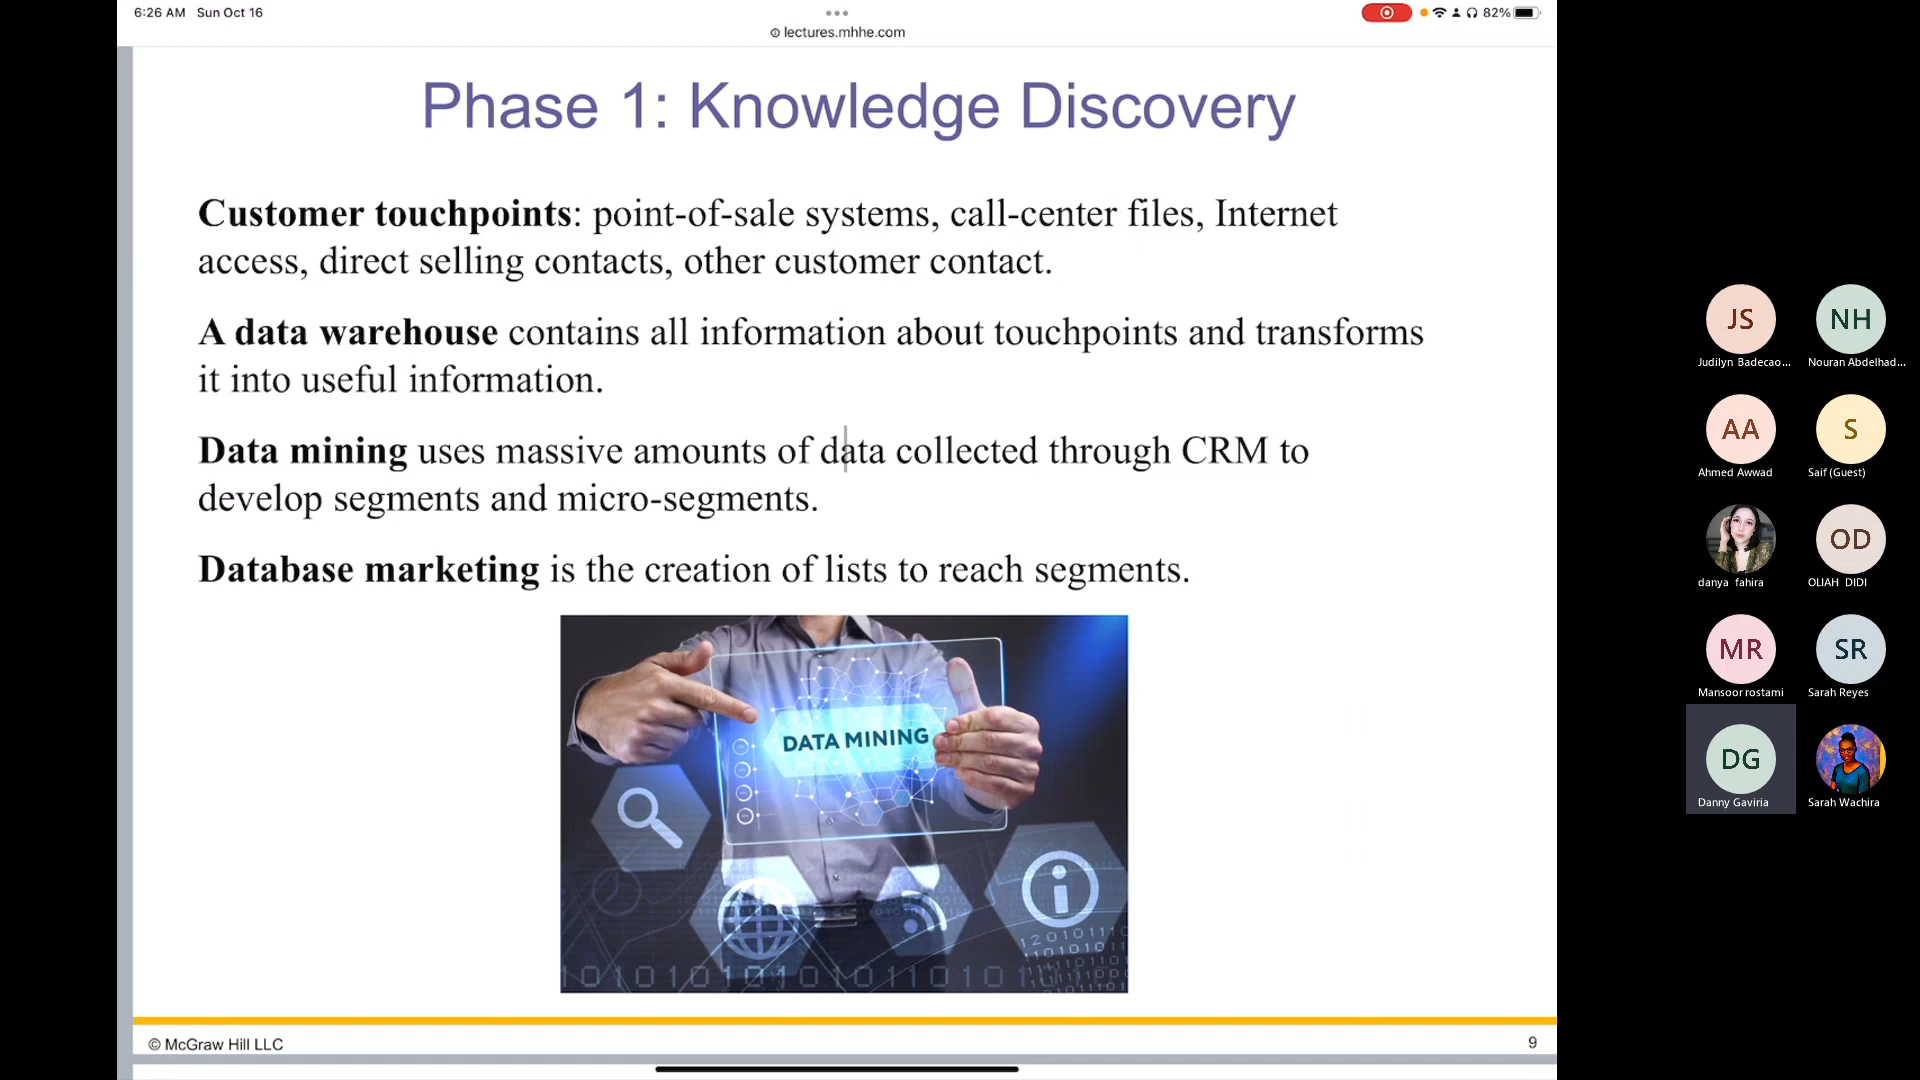 6:26 AM Sun Oct 16
82%
lectures.mhhe.com
Phase 1: Knowledge Discovery
Customer touchpoints: point-of-sale systems, call-center files, Internet
access, direct selling contacts, other customer contact.
A data warehouse contains all information about touchpoints and transforms
it into useful information.
Data mining uses massive amounts of data collected through CRM to
develop segments and micro-segments.
Database marketing is the creation of lists to reach segments.
DATA MINING
© McGraw Hill LLC
9
JS
NH
Judilyn Badecao...
Nouran Abdelhad...
AA
S
Ahmed Awwad
Saif (Guest)
OD
danya fahira
OLIAH DIDI
MR
SR
Mansoor rostami
Sarah Reyes
DG
Danny Gaviria
Sarah Wachira